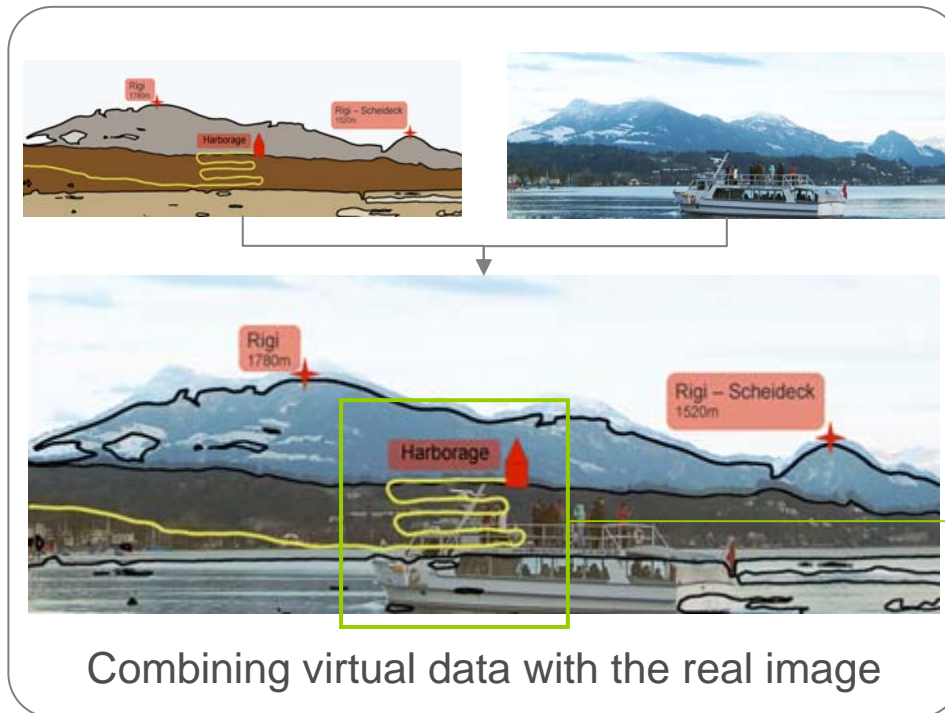 Rigi
1780m
Rigi – Scheideck
1520m
Harborage
Rigi
1780m
Rigi – Scheideck
1520m
Harborage
Combining virtual data with the real image